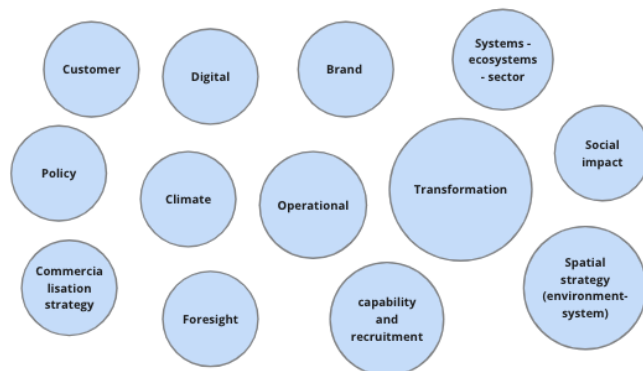 Customer
Digital
Brand
Systems -
ecosystems
- sector
Policy
Climate
Operational
Transformation
Social
impact
Commercia
lisation
strategy
Foresight
capability
and
recruitment
Spatial
strategy
(environment-
system)